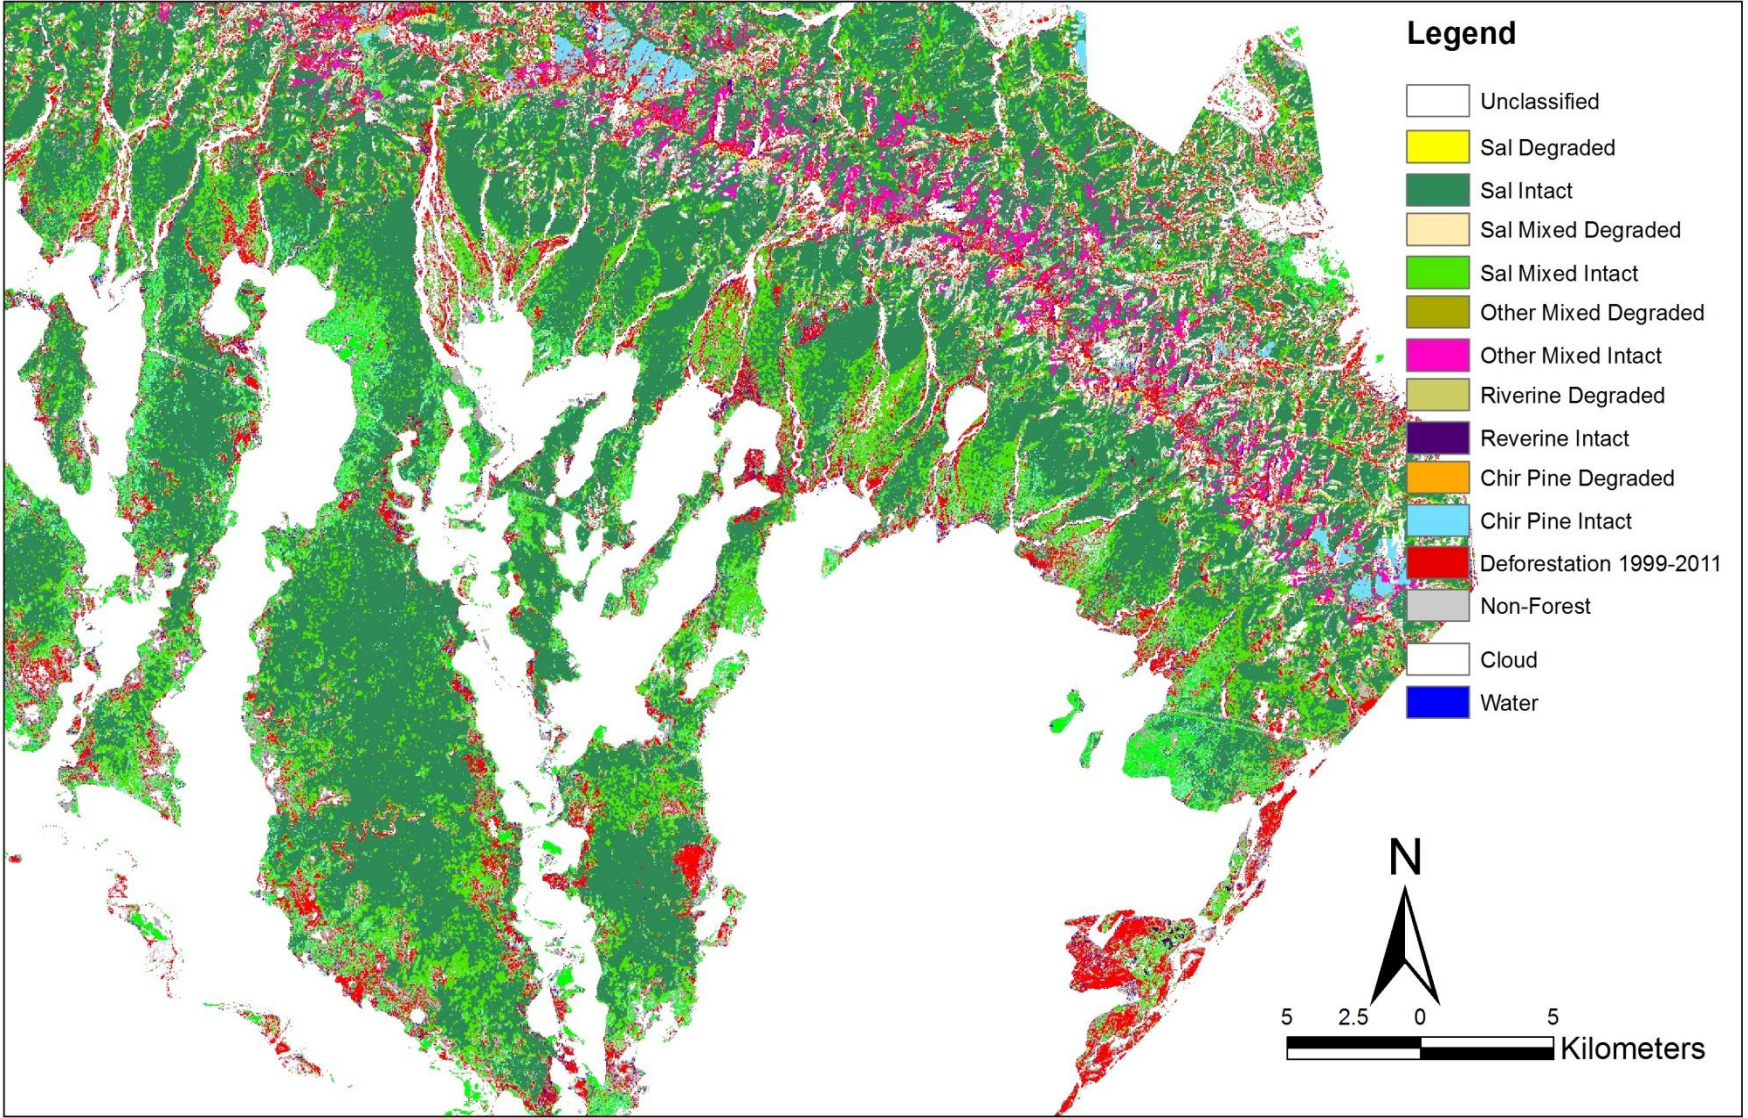 Legend
Unclassified
Sal Degraded
Sal Intact
Sal Mixed Degraded
Sal Mixed Intact
Other Mixed Degraded
Other Mixed Intact
Riverine Degraded
Reverine Intact
Chir Pine Degraded
Chir Pine Intact
Deforestation 1999-2011
Non-Forest
Cloud
Water
N
5 2.5 0 5
Kilometers